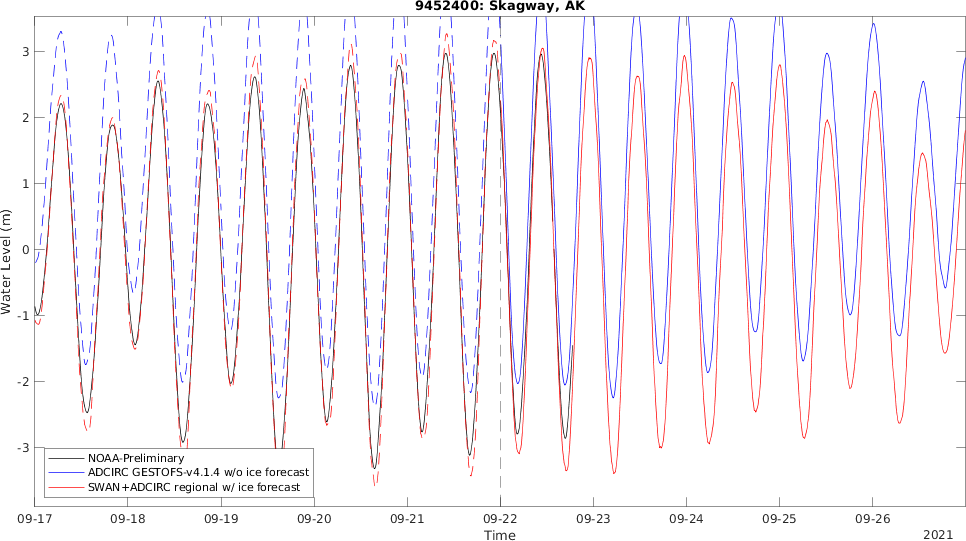 9452400: Skagway, AK
3
2
1
0
-1
-2
-3
Water Level (m)
NOAA-Preliminary
ADCIRC GESTOFS-v4.1.4 w/o ice forecast
SWAN+ADCIRC regional w/ ice forecast
09-17 09-18 09-19 09-20 09-21 09-22 09-23 09-24 09-25 09-26
Time
2021